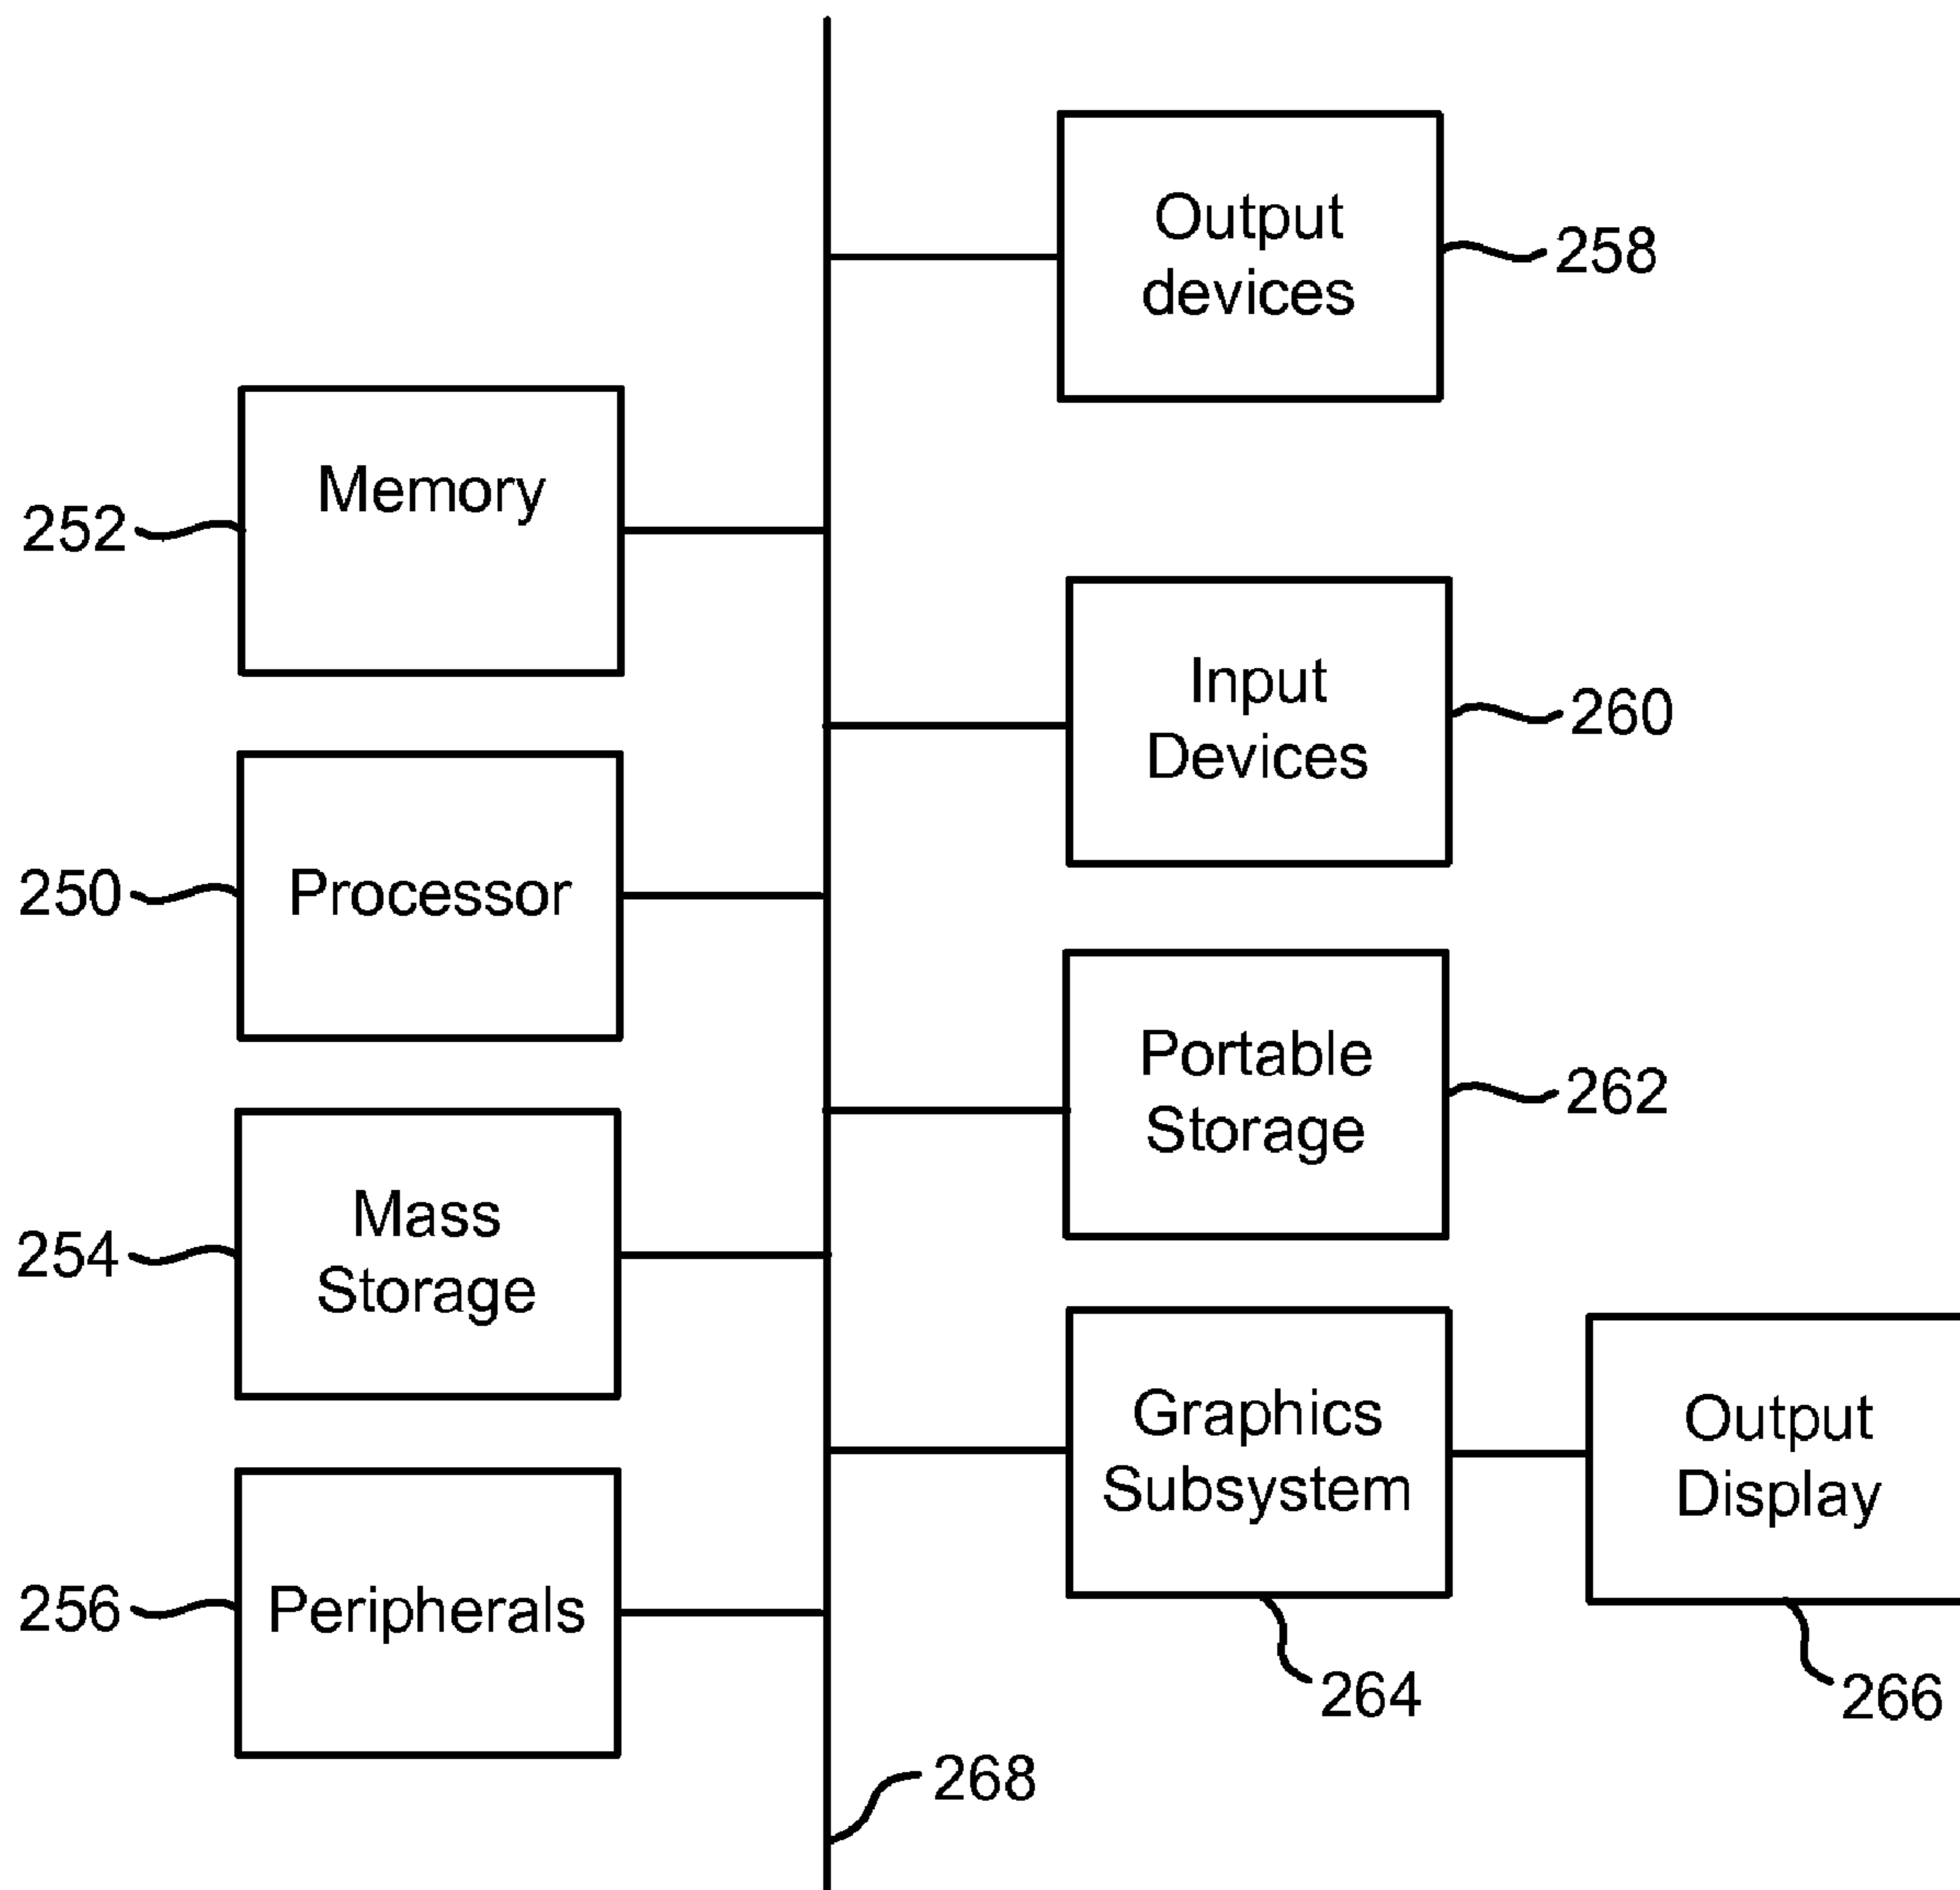 Output
devices
258
Memory
252
Input
Devices
260
Processor
250
Portable
Storage
262
Mass
Storage
254
Graphics
Subsystem
264
Output
Display
266
Peripherals
256
268